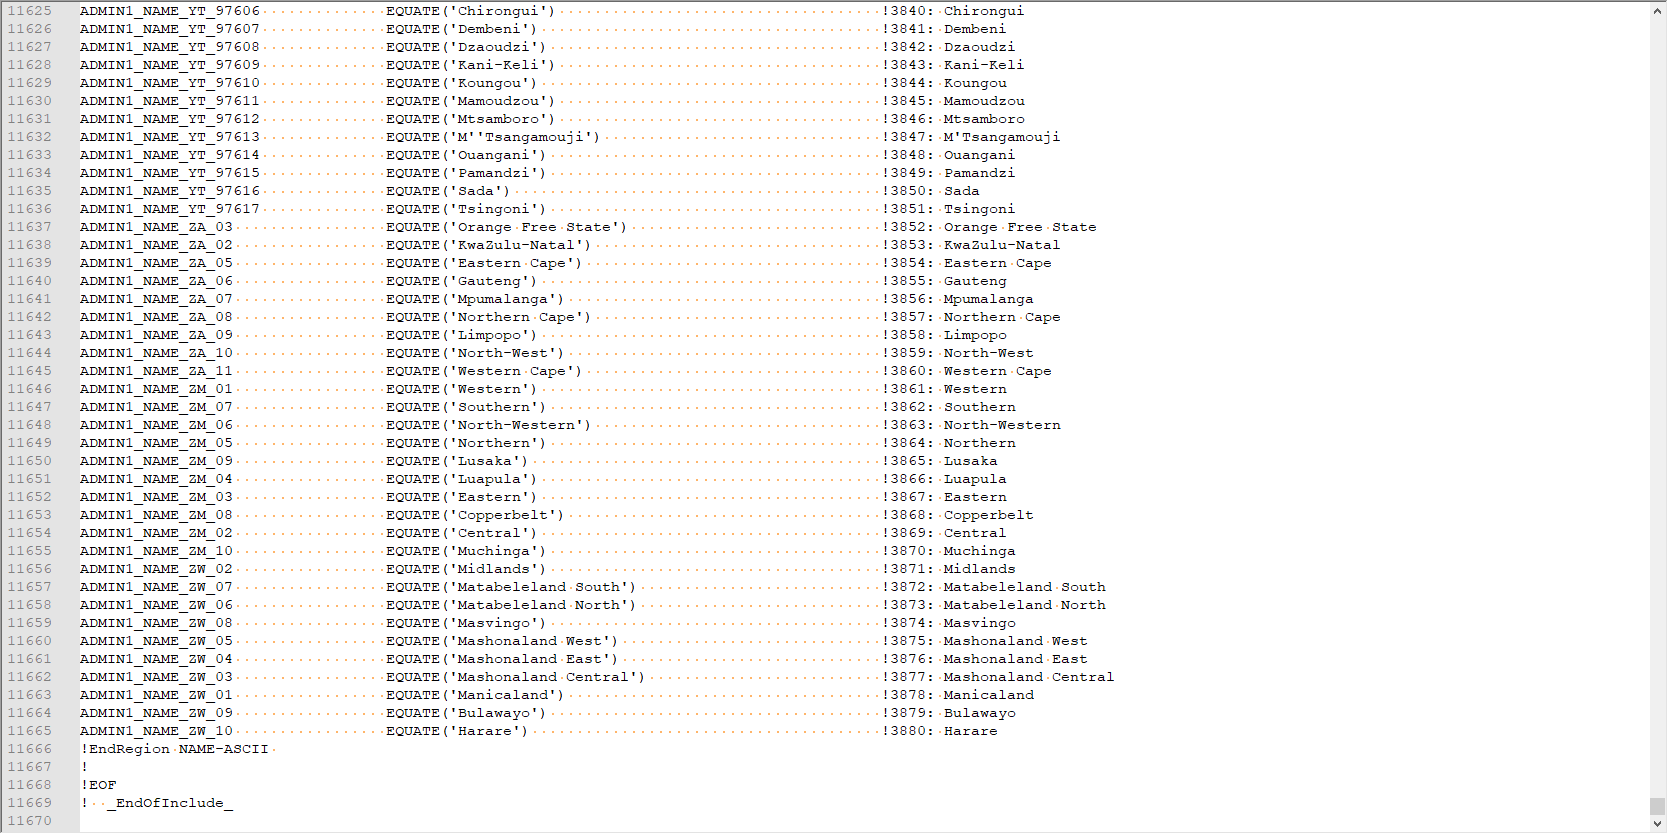 11625 ADMIN1_NAME_YT_97606 EQUATE('Chirongui') !3840: Chirongui
11626 ADMIN1_NAME_YT_97607 EQUATE('Dembeni') !3841: Dembeni
11627 ADMIN1_NAME_YT_97608 EQUATE('Dzaoudzi') !3842: Dzaoudzi
11628 ADMIN1_NAME_YT_97609 EQUATE('Kani-Keli') !3843: Kani-Keli
11629 ADMIN1_NAME_YT_97610 EQUATE('Koungou') !3844: Koungou
11630 ADMIN1_NAME_YT_97611 EQUATE('Mamoudzou') !3845: Mamoudzou
11631 ADMIN1_NAME_YT_97612 EQUATE('Mtsamboro') !3846: Mtsamboro
11632 ADMIN1_NAME_YT_97613 EQUATE('M''Tsangamouji') !3847: M'Tsangamouji
11633 ADMIN1_NAME_YT_97614 EQUATE('Ouangani') !3848: Ouangani
11634 ADMIN1_NAME_YT_97615 EQUATE('Pamandzi') !3849: Pamandzi
11635 ADMIN1_NAME_YT_97616 EQUATE('Sada') !3850: Sada
11636 ADMIN1_NAME_YT_97617 EQUATE('Tsingoni') !3851: Tsingoni
11637 ADMIN1_NAME_ZA_03 EQUATE('Orange Free State') !3852: Orange Free State
11638 ADMIN1_NAME_ZA_02 EQUATE('KwaZulu-Natal') !3853: KwaZulu-Natal
11639 ADMIN1_NAME_ZA_05 EQUATE('Eastern Cape') !3854: Eastern Cape
11640 ADMIN1_NAME_ZA_06 EQUATE('Gauteng') !3855: Gauteng
11641 ADMIN1_NAME_ZA_07 EQUATE('Mpumalanga') !3856: Mpumalanga
11642 ADMIN1_NAME_ZA_08 EQUATE('Northern Cape') !3857: Northern Cape
11643 ADMIN1_NAME_ZA_09 EQUATE('Limpopo') !3858: Limpopo
11644 ADMIN1_NAME_ZA_10 EQUATE('North-West') !3859: North-West
11645 ADMIN1_NAME_ZA_11 EQUATE('Western Cape') !3860: Western Cape
11646 ADMIN1_NAME_ZM_01 EQUATE('Western') !3861: Western
11647 ADMIN1_NAME_ZM_07 EQUATE('Southern') !3862: Southern
11648 ADMIN1_NAME_ZM_06 EQUATE('North-Western') !3863: North-Western
11649 ADMIN1_NAME_ZM_05 EQUATE('Northern') !3864: Northern
11650 ADMIN1_NAME_ZM_09 EQUATE('Lusaka') !3865: Lusaka
11651 ADMIN1_NAME_ZM_04 EQUATE('Luapula') !3866: Luapula
11652 ADMIN1_NAME_ZM_03 EQUATE('Eastern') !3867: Eastern
11653 ADMIN1_NAME_ZM_08 EQUATE('Copperbelt') !3868: Copperbelt
11654 ADMIN1_NAME_ZM_02 EQUATE('Central') !3869: Central
11655 ADMIN1_NAME_ZM_10 EQUATE('Muchinga') !3870: Muchinga
11656 ADMIN1_NAME_ZW_02 EQUATE('Midlands') !3871: Midlands
11657 ADMIN1_NAME_ZW_07 EQUATE('Matabeleland South') !3872: Matabeleland South
11658 ADMIN1_NAME_ZW_06 EQUATE('Matabeleland North') !3873: Matabeleland North
11659 ADMIN1_NAME_ZW_08 EQUATE('Masvingo') !3874: Masvingo
11660 ADMIN1_NAME_ZW_05 EQUATE('Mashonaland West') !3875: Mashonaland West
11661 ADMIN1_NAME_ZW_04 EQUATE('Mashonaland East') !3876: Mashonaland East
11662 ADMIN1_NAME_ZW_03 EQUATE('Mashonaland Central') !3877: Mashonaland Central
11663 ADMIN1_NAME_ZW_01 EQUATE('Manicaland') !3878: Manicaland
11664 ADMIN1_NAME_ZW_09 EQUATE('Bulawayo') !3879: Bulawayo
11665 ADMIN1_NAME_ZW_10 EQUATE('Harare') !3880: Harare
11666 !EndRegion NAME-ASCII
11667 !
11668 !EOF
11669 ! _EndOfInclude_
11670